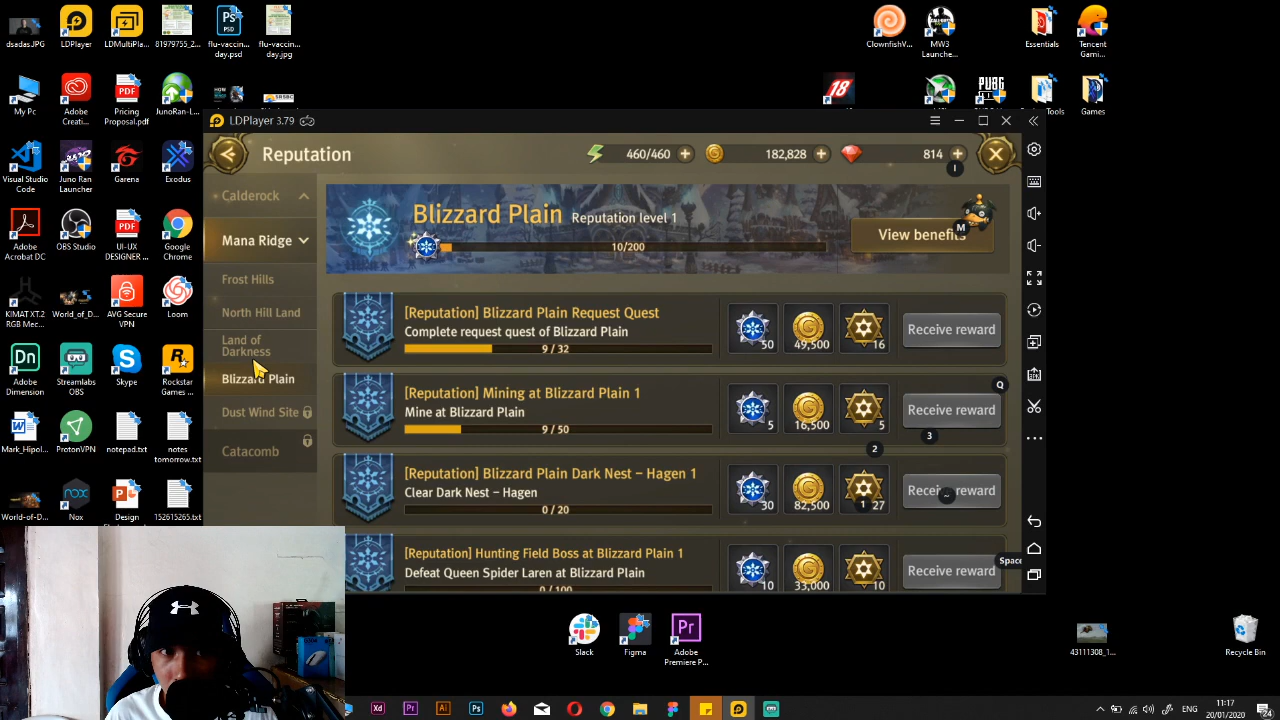 dsadas.JPG
LDPlayer
LDMultiPla...
81979755_2...
flu-vaccin...
day.psd
flu-vaccin...
day.jpg
ClownfishV...
MW3
Launche...
Essentials
Tencent
Gami...
My Pc
Adobe
Creati...
Pricing
Proposal.pdf
JunoRan-L...
18
Games
LDPlayer 3.79
Reputation
460/460
182,828
814
I
Calderock
Mana Ridge
Frost Hills
North Hill Land
Land of
Darkness
Blizzard Plain
Dust Wind Site
Catacomb
Blizzard Plain
Reputation level 1
10/200
View benefits
M
[Reputation] Blizzard Plain Request Quest
Complete request quest of Blizzard Plain
9 / 32
50
49,500
16
Receive reward
[Reputation] Mining at Blizzard Plain 1
Mine at Blizzard Plain
9 / 50
5
16,500
5
Receive reward
Q
3
2
[Reputation] Blizzard Plain Dark Nest – Hagen 1
Clear Dark Nest – Hagen
0 / 20
30
82,500
1
27
Receive reward
~
[Reputation] Hunting Field Boss at Blizzard Plain 1
Defeat Queen Spider Laren at Blizzard Plain
0 / 100
10
33,000
10
Receive reward
Space
Visual Studio
Code
Juno Ran
Launcher
Garena
Exodus
Adobe
Acrobat DC
OBS Studio
UI-UX
DESIGNER ...
Google
Chrome
KIMAT XT.2
RGB Mec...
World_of_D...
AVG Secure
VPN
Loom
Adobe
Dimension
Streamlabs
OBS
Skype
Rockstar
Games ...
Mark_Hipol...
ProtonVPN
notepad.txt
notes
tomorrow.txt
World-of-D...
Nox
Design
152615265.txt
Slack
Figma
Adobe
Premiere P...
43111308_1...
Recycle Bin
ENG
11:17
20/01/2020
24